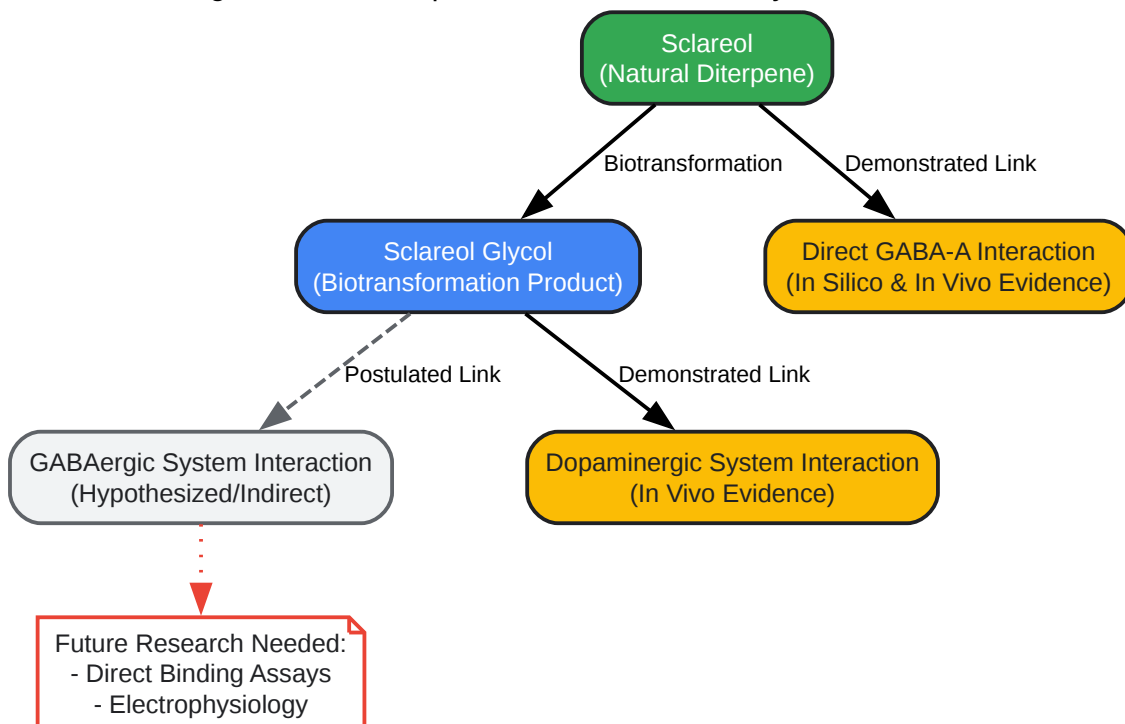 Sclareol
(Natural Diterpene)
Biotransformation
Demonstrated Link
Sclareol Glycol
(Biotransformation Product)
Direct GABA-A Interaction
(In Silico & In Vivo Evidence)
Postulated Link
Demonstrated Link
GABAergic System Interaction
(Hypothesized/Indirect)
Dopaminergic System Interaction
(In Vivo Evidence)
Future Research Needed:
- Direct Binding Assays
- Electrophysiology